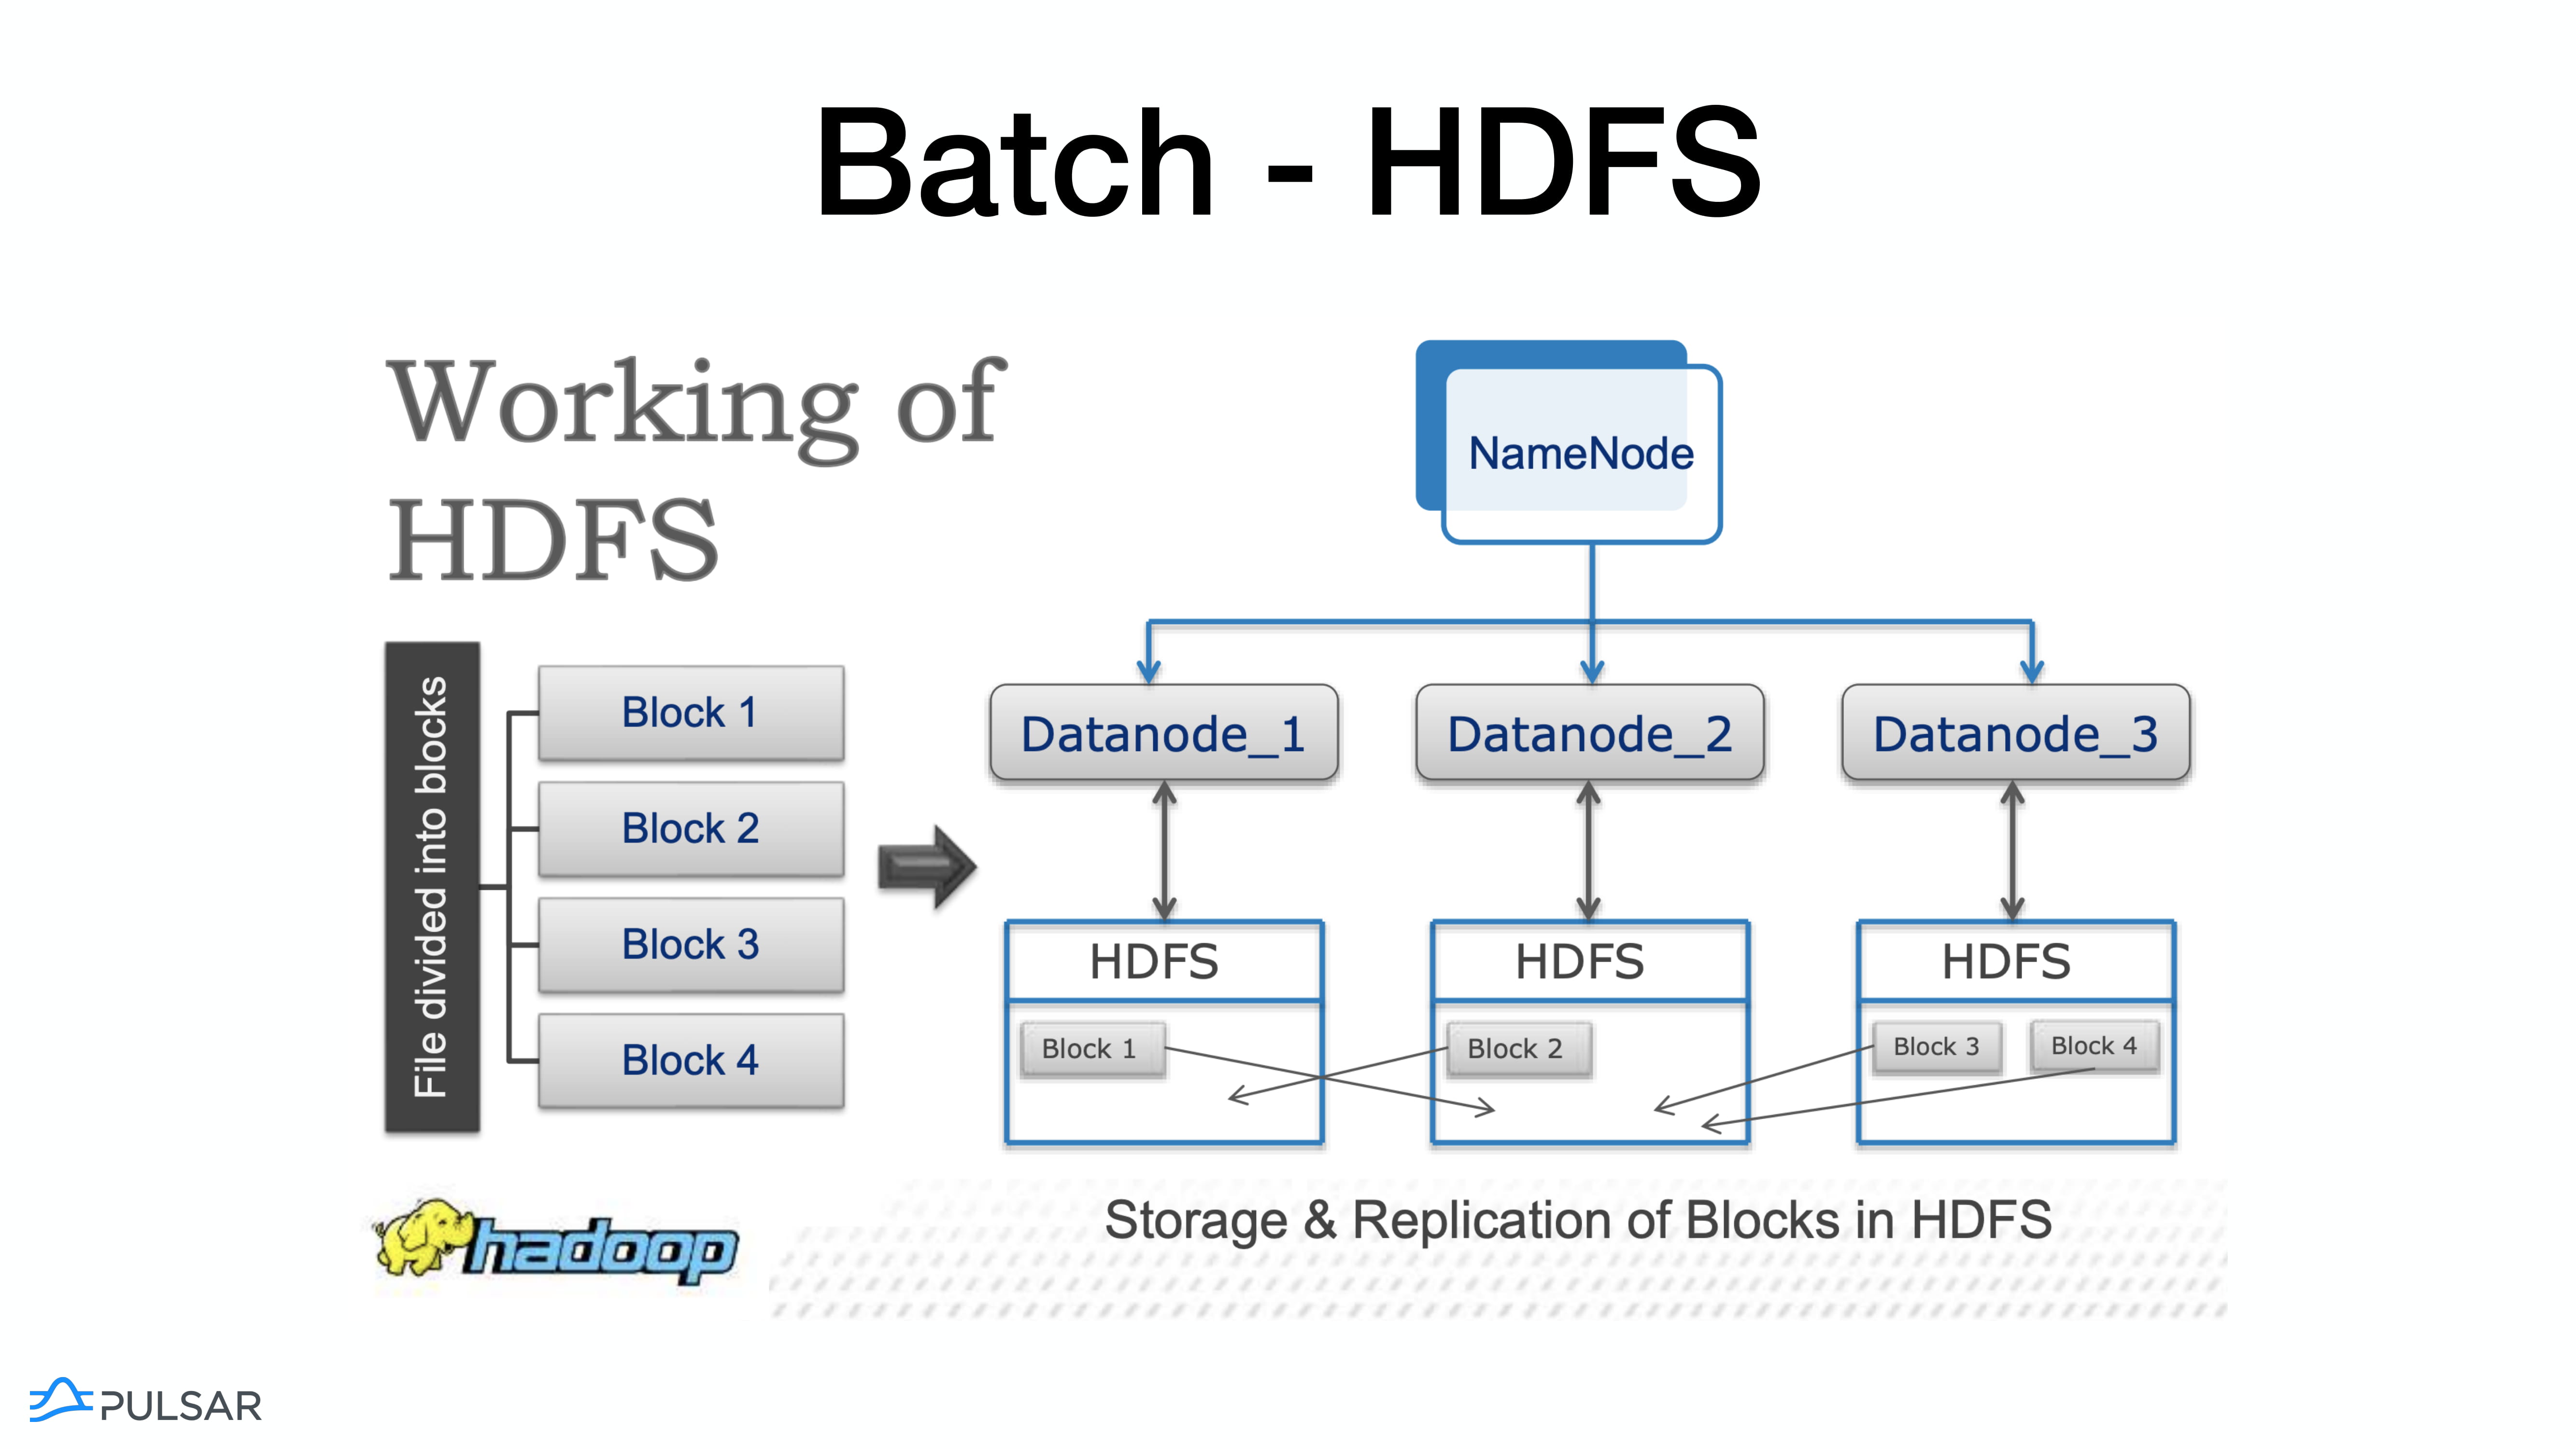 Batch - HDFS
Working of
HDFS
NameNode
File divided into blocks
Block 1
Block 2
Block 3
Block 4
Datanode_1
Datanode_2
Datanode_3
HDFS
HDFS
HDFS
Block 1
Block 2
Block 3
Block 4
hadoop
Storage & Replication of Blocks in HDFS
PULSAR